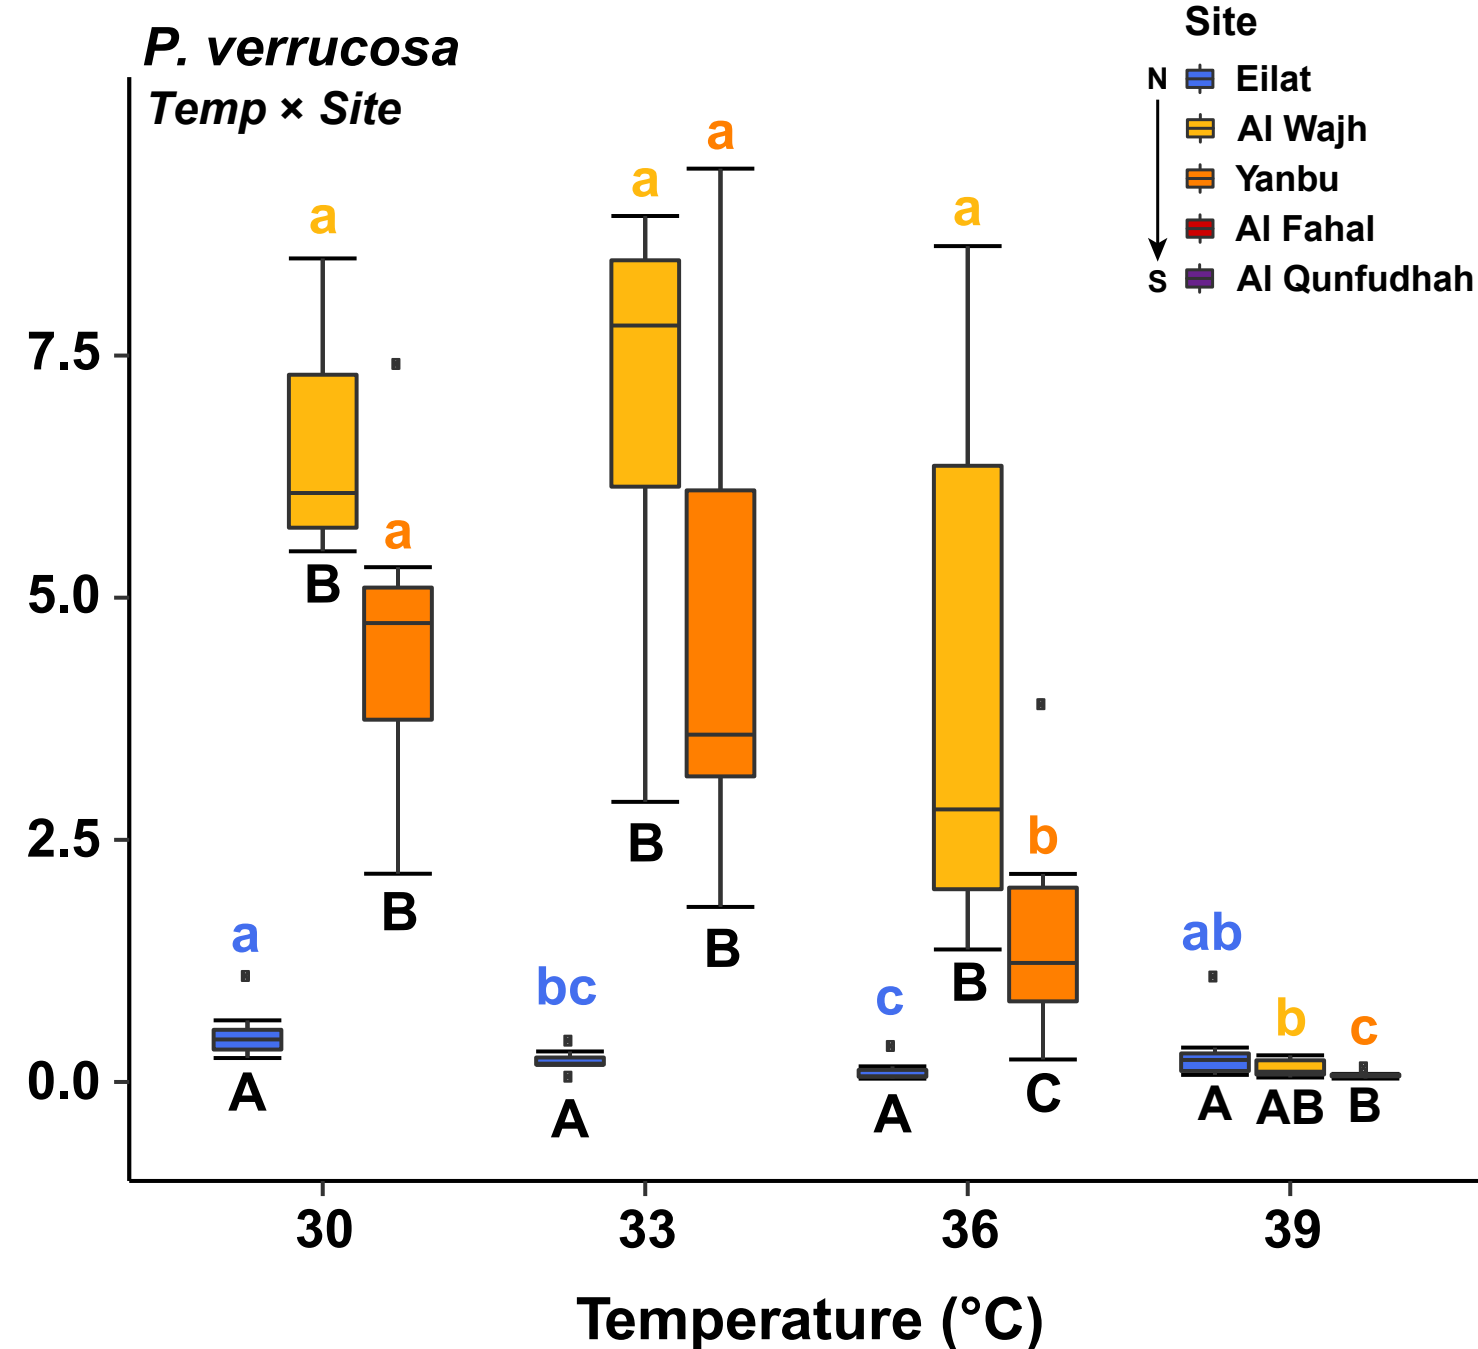 P. verrucosa
Temp × Site
Site
N
Eilat
Al Wajh
Yanbu
Al Fahal
S
Al Qunfudhah
7.5
5.0
2.5
0.0
a
a
a
a
a
B
a
B
B
B
B
b
a
bc
c
ab
b
c
A
A
A
C
A
AB
B
30
33
36
39
Temperature (°C)